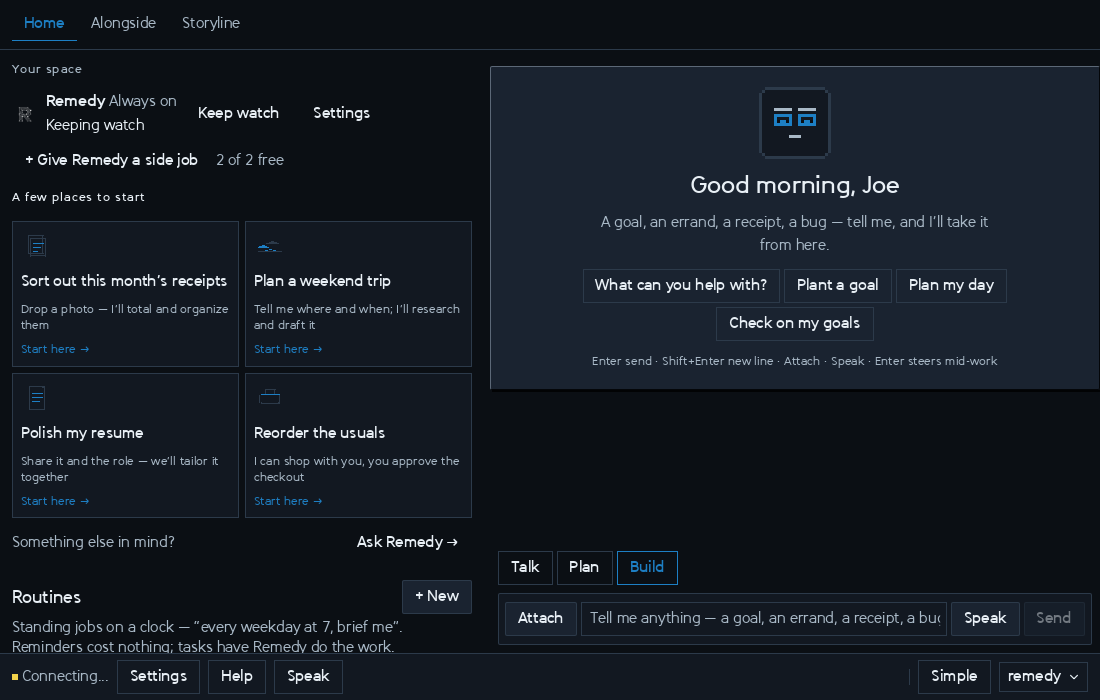 Home Alongside Storyline
Your space
Remedy Always on
Keeping watch
Keep watch
Settings
+ Give Remedy a side job 2 of 2 free
A few places to start
Sort out this month's receipts
Drop a photo — I'll total and organize
them
Start here →
Plan a weekend trip
Tell me where and when; I'll research
and draft it
Start here →
Polish my resume
Share it and the role — we'll tailor it
together
Start here →
Reorder the usuals
I can shop with you, you approve the
checkout
Start here →
Something else in mind? Ask Remedy →
Routines + New
Standing jobs on a clock — "every weekday at 7, brief me".
Reminders cost nothing; tasks have Remedy do the work.
Good morning, Joe
A goal, an errand, a receipt, a bug — tell me, and I'll take it
from here.
What can you help with? Plant a goal Plan my day
Check on my goals
Enter send · Shift+Enter new line · Attach · Speak · Enter steers mid-work
Talk Plan Build
Attach Tell me anything — a goal, an errand, a receipt, a bug Speak Send
Connecting... Settings Help Speak Simple remedy